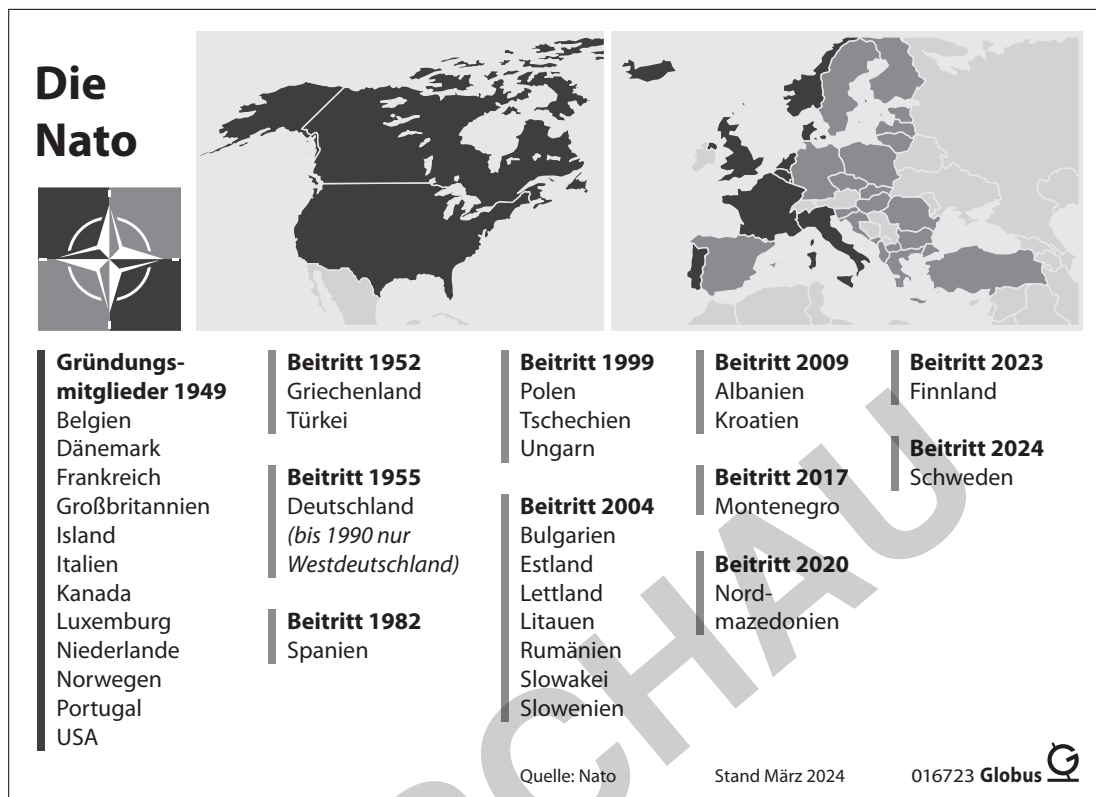 Die
Nato
Gründungs-
mitglieder 1949
Belgien
Dänemark
Frankreich
Großbritannien
Island
Italien
Kanada
Luxemburg
Niederlande
Norwegen
Portugal
USA
Beitritt 1952
Griechenland
Türkei
Beitritt 1955
Deutschland
(bis 1990 nur
Westdeutschland)
Beitritt 1982
Spanien
Beitritt 1999
Polen
Tschechien
Ungarn
Beitritt 2004
Bulgarien
Estland
Lettland
Litauen
Rumänien
Slowakei
Slowenien
Beitritt 2009
Albanien
Kroatien
Beitritt 2017
Montenegro
Beitritt 2020
Nord-
mazedonien
Beitritt 2023
Finnland
Beitritt 2024
Schweden
Quelle: Nato
Stand März 2024
016723 Globus
CHAU